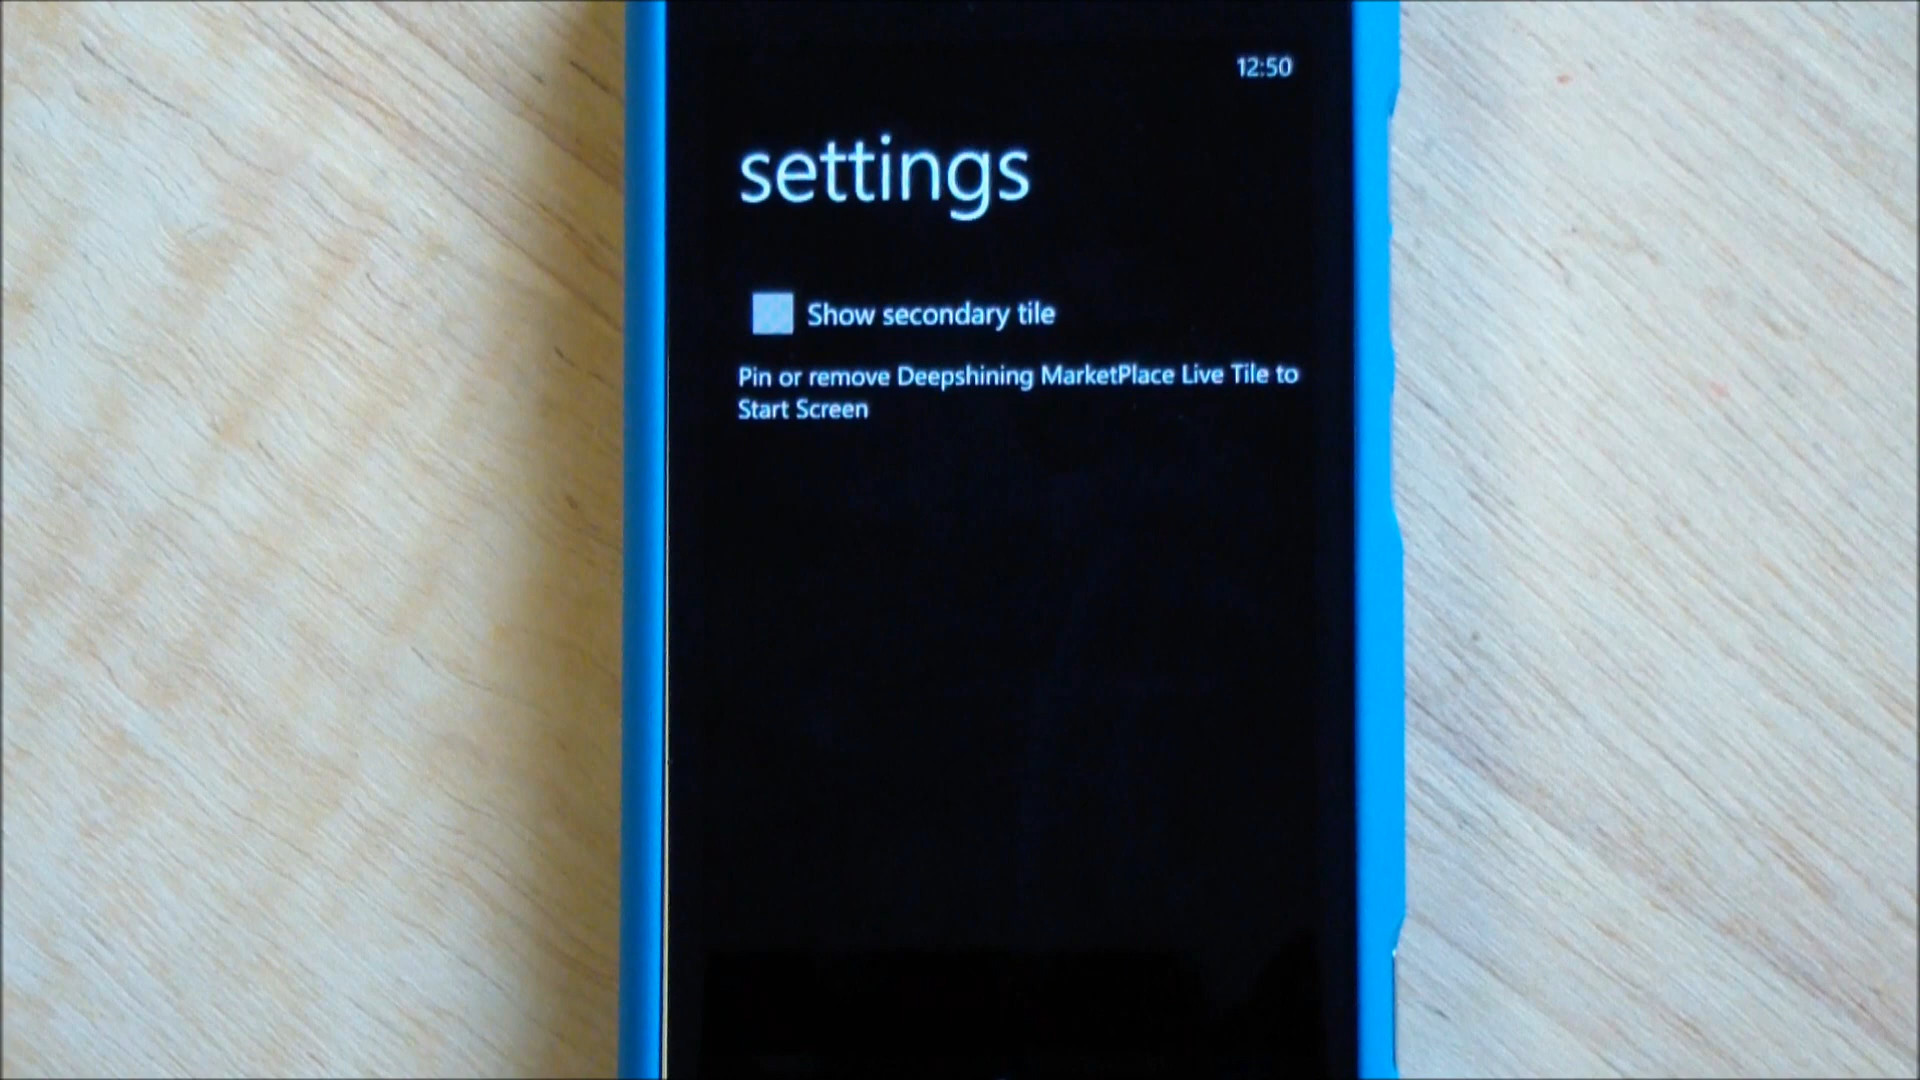 12:50
settings
Show secondary tile
Pin or remove Deepshining MarketPlace Live Tile to
Start Screen